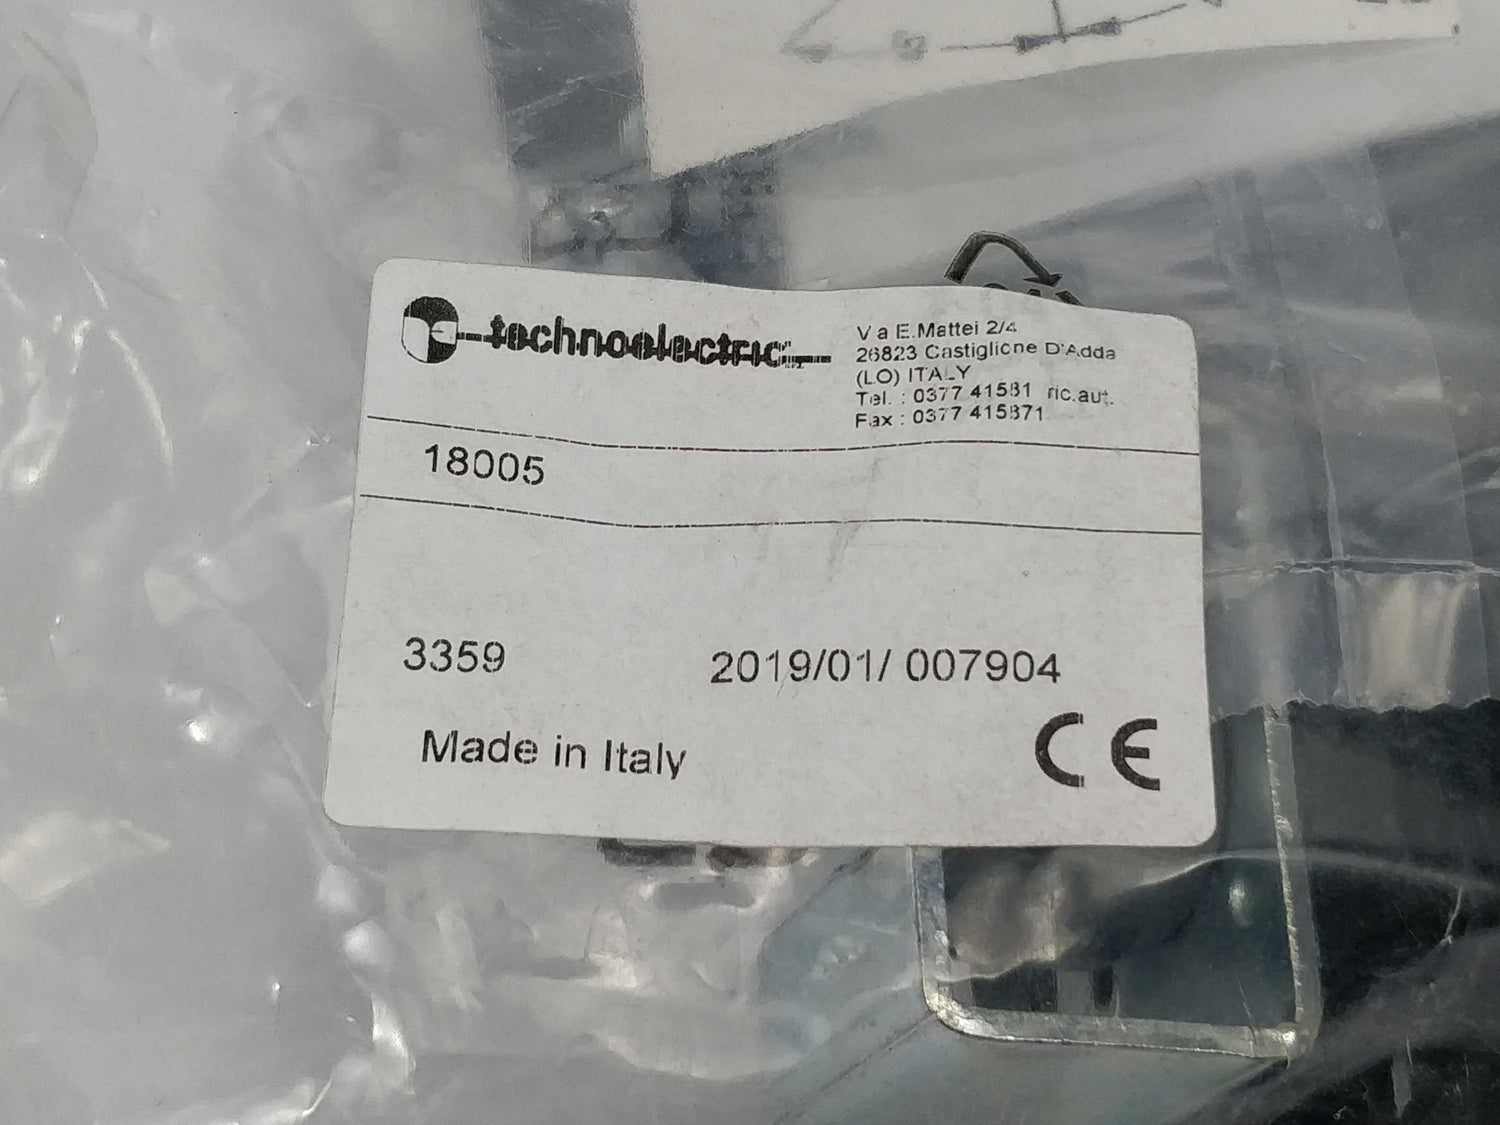 technoelectric
Via E.Mattei 2/4
26823 Castiglione D'Adda
(LO) ITALY
Tel. : 0377 41581 ric.aut.
Fax : 0377 415871
18005
3359 2019/01/ 007904
Made in Italy
CE